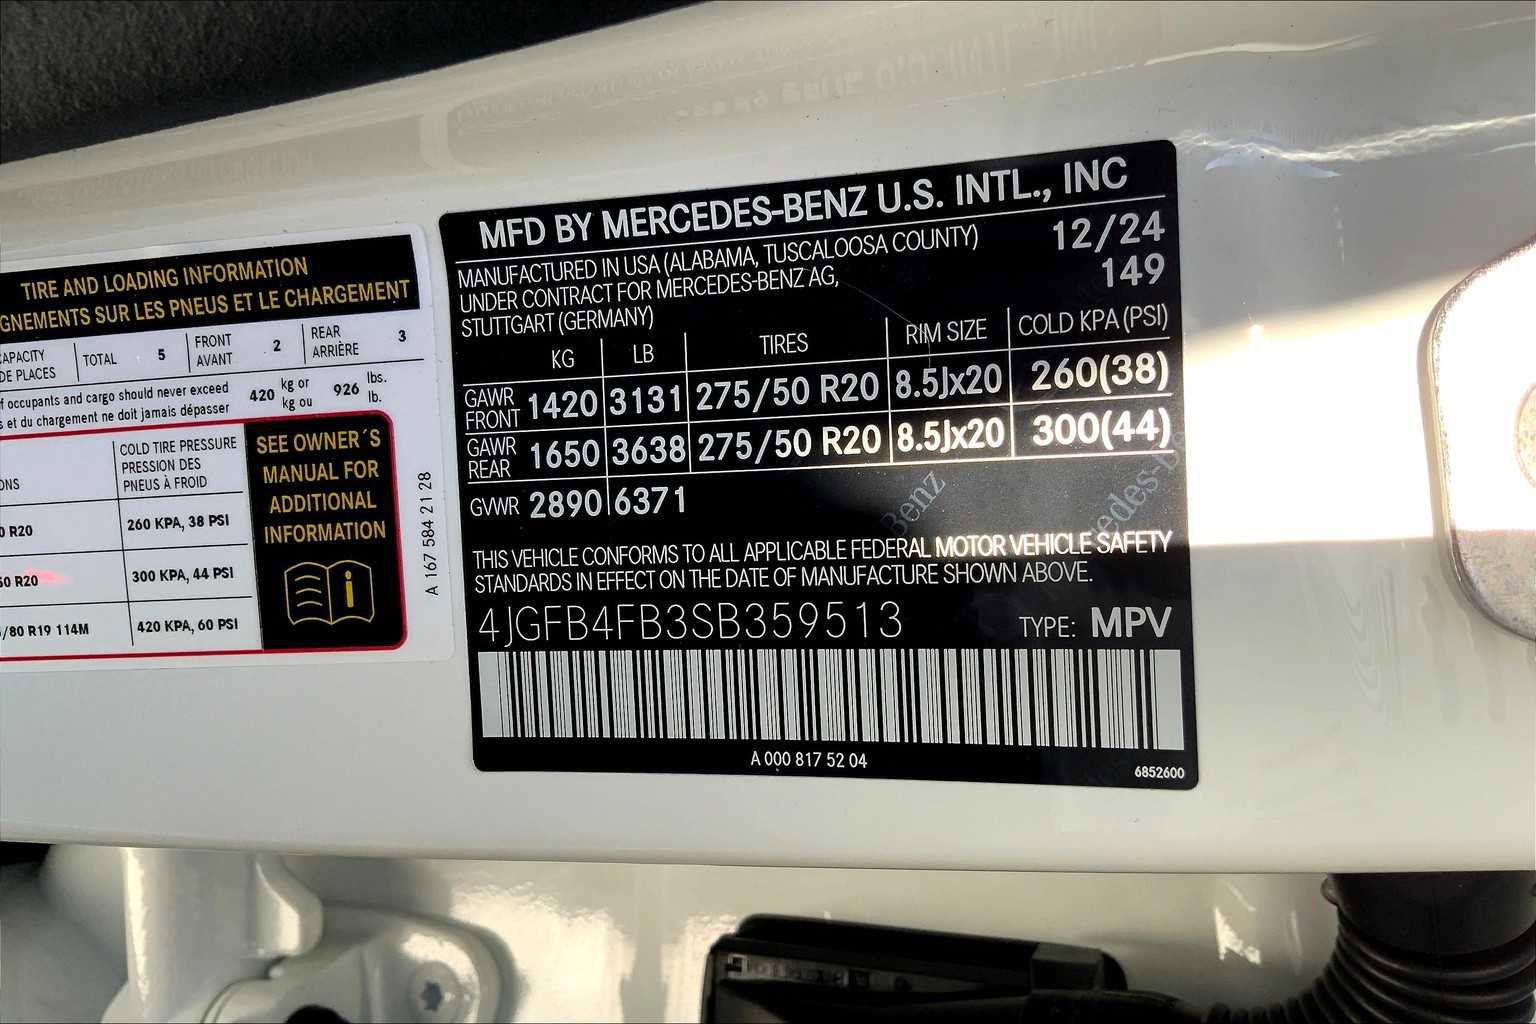 TIRE AND LOADING INFORMATION
GNEMENTS SUR LES PNEUS ET LE CHARGEMENT
APACITY
DE PLACES
TOTAL 5
FRONT
AVANT 2
REAR
ARRIÈRE 3
f occupants and cargo should never exceed
s et du chargement ne doit jamais dépasser
420 kg or
kg ou
926 lbs.
lb.
ONS
COLD TIRE PRESSURE
PRESSION DES
PNEUS À FROID
0 R20 260 KPA, 38 PSI
50 R20 300 KPA, 44 PSI
/80 R19 114M 420 KPA, 60 PSI
SEE OWNER´S
MANUAL FOR
ADDITIONAL
INFORMATION
i
A 167 584 21 28
MFD BY MERCEDES-BENZ U.S. INTL., INC
MANUFACTURED IN USA (ALABAMA, TUSCALOOSA COUNTY)
UNDER CONTRACT FOR MERCEDES-BENZ AG,
STUTTGART (GERMANY)
12/24
149
KG LB TIRES RIM SIZE COLD KPA (PSI)
GAWR
FRONT 1420 3131 275/50 R20 8.5Jx20 260(38)
GAWR
REAR 1650 3638 275/50 R20 8.5Jx20 300(44)
GVWR 2890 6371
Benz
Mercedes-Be
THIS VEHICLE CONFORMS TO ALL APPLICABLE FEDERAL MOTOR VEHICLE SAFETY
STANDARDS IN EFFECT ON THE DATE OF MANUFACTURE SHOWN ABOVE.
4JGFB4FB3SB359513 TYPE: MPV
A 000 817 52 04
6852600